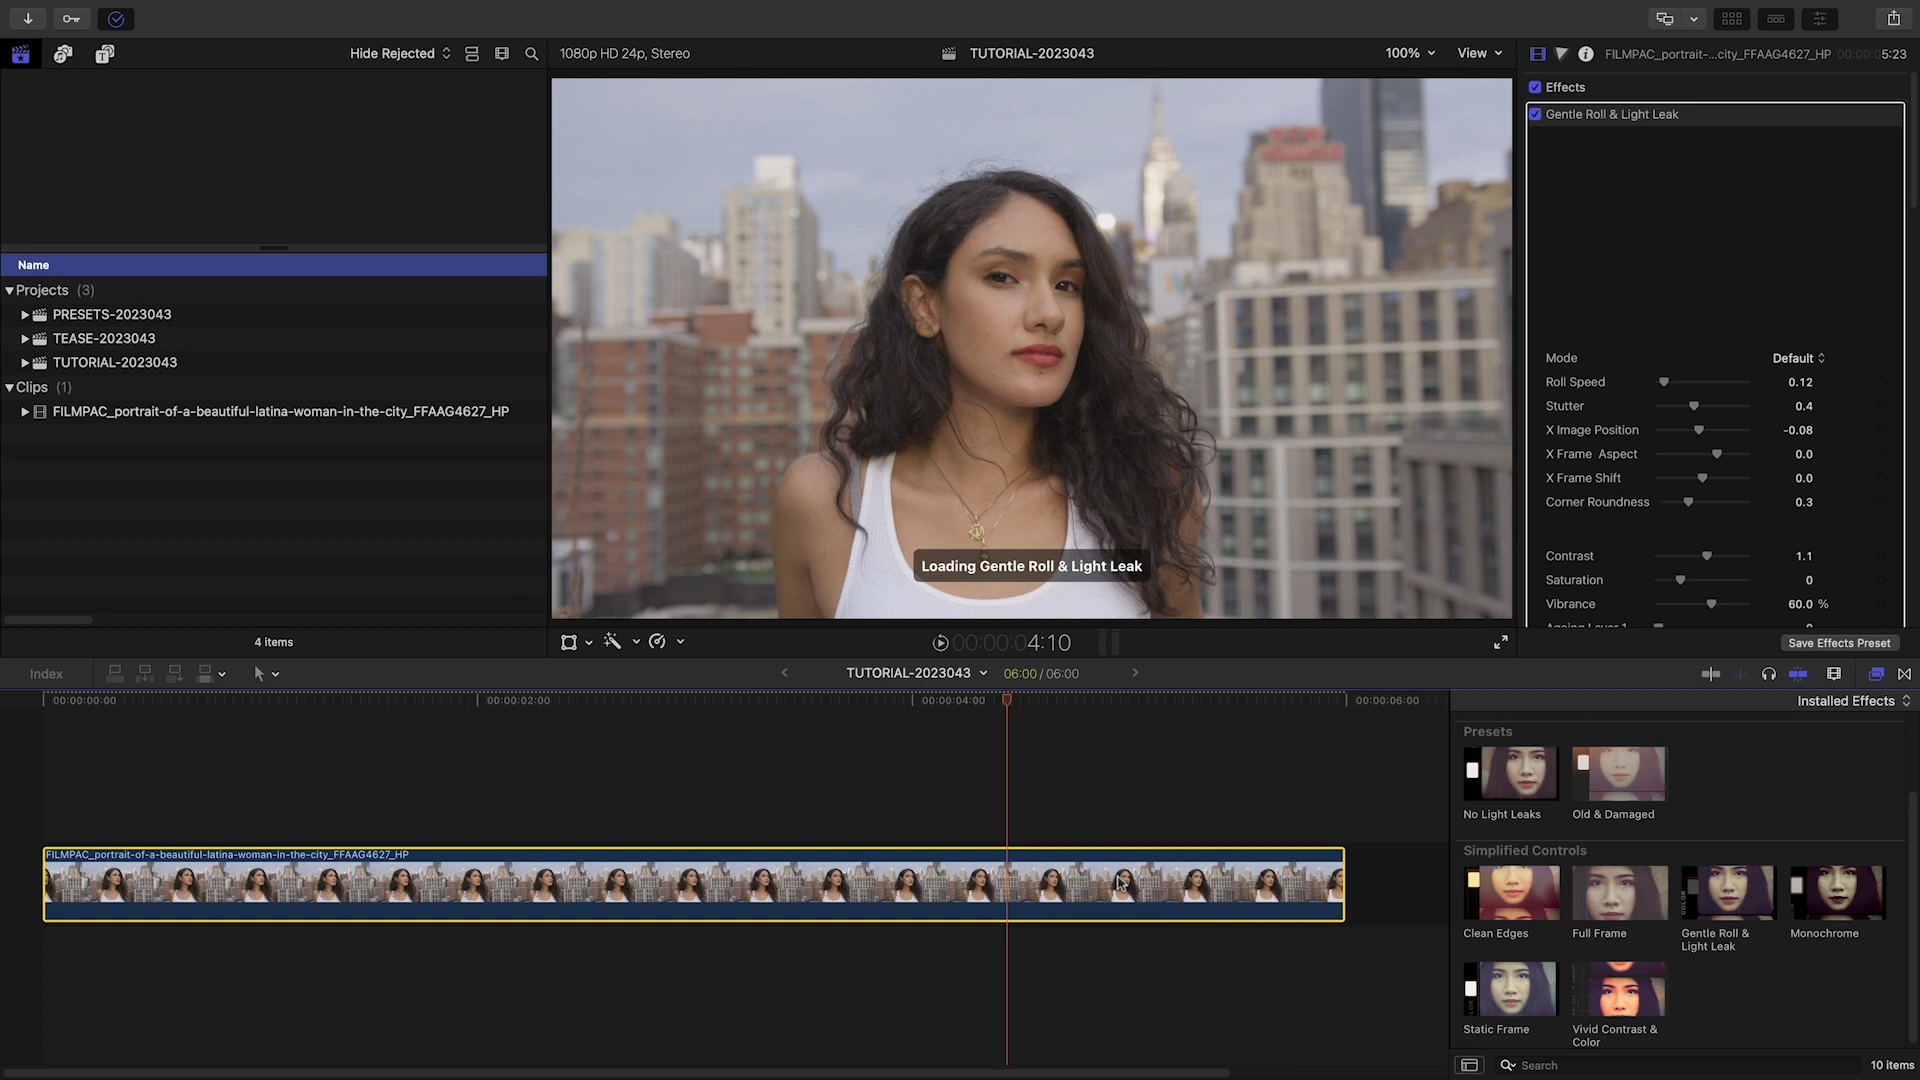 Hide Rejected
1080p HD 24p, Stereo
TUTORIAL-2023043
100%
View
FILMPAC_portrait-...city_FFAAG4627_HP
00:00:05:23
Effects
Gentle Roll & Light Leak
Name
Projects (3)
PRESETS-2023043
TEASE-2023043
TUTORIAL-2023043
Clips (1)
FILMPAC_portrait-of-a-beautiful-latina-woman-in-the-city_FFAAG4627_HP
4 items
Loading Gentle Roll & Light Leak
Mode Default
Roll Speed 0.12
Stutter 0.4
X Image Position -0.08
X Frame Aspect 0.0
X Frame Shift 0.0
Corner Roundness 0.3
Contrast 1.1
Saturation 0
Vibrance 60.0 %
Save Effects Preset
00:00:04:10
Index
TUTORIAL-2023043
06:00 / 06:00
00:00:00:00
00:00:02:00
00:00:04:00
00:00:06:00
FILMPAC_portrait-of-a-beautiful-latina-woman-in-the-city_FFAAG4627_HP
Installed Effects
Presets
No Light Leaks
Old & Damaged
Simplified Controls
Clean Edges
Full Frame
Gentle Roll &
Light Leak
Monochrome
Static Frame
Vivid Contrast &
Color
Search
10 items